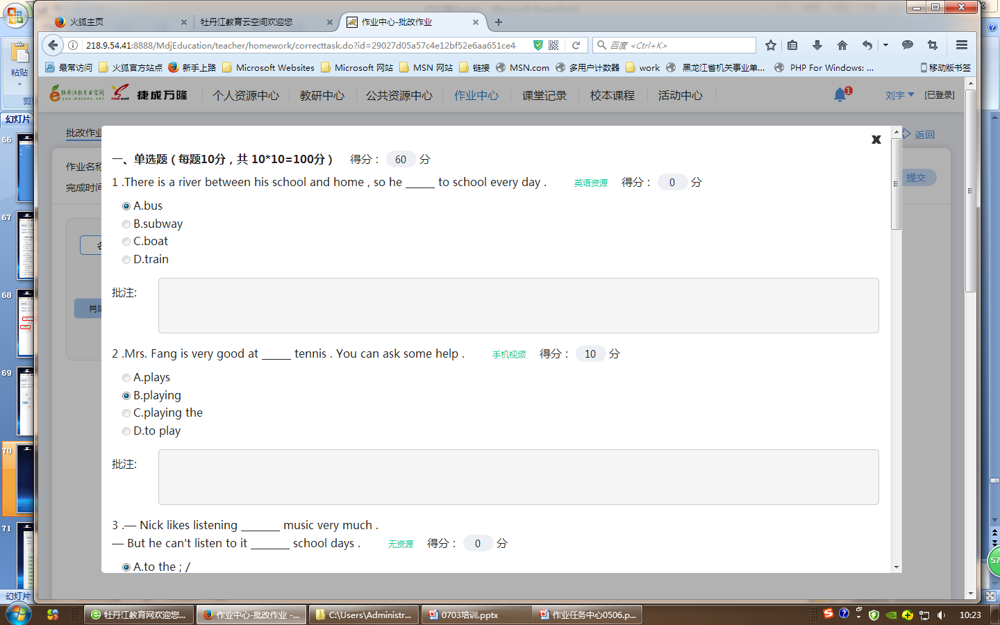 火狐主页
牡丹江教育云空间欢迎您
作业中心-批改作业
218.9.54.41:8888/MdjEducation/teacher/homework/correcttask.do?id=29027d05a57c4e12bf52e6aa651ce4
百度 <Ctrl+K>
最常访问 火狐官方站点 新手上路 Microsoft Websites Microsoft 网站 MSN 网站 链接 MSN.com 多用户计数器 work 黑龙江省机关事业单... PHP For Windows: ... 移动版书签
牡丹江教育云空间
yun.mdjedu.net
Future world
捷成万隆 个人资源中心 教研中心 公共资源中心 作业中心 课堂记录 校本课程 活动中心 1 刘宇 [已登录]
粘贴
幻灯片
批改作业
返回
作业名称
完成时间
提交
66
67
68
69
70
71
X
一、单选题（每题10分，共 10*10=100分） 得分： 60 分
1 .There is a river between his school and home , so he _____ to school every day . 英语资源 得分： 0 分
A.bus
B.subway
C.boat
D.train
批注:
2 .Mrs. Fang is very good at _____ tennis . You can ask some help . 手机视频 得分： 10 分
A.plays
B.playing
C.playing the
D.to play
批注:
3 .— Nick likes listening _______ music very much .
— But he can't listen to it _______ school days . 无资源 得分： 0 分
A.to the ; /
57
幻灯片
牡丹江教育网欢迎您...
作业中心-批改作业 -...
C:\Users\Administr...
0703培训.pptx
作业任务中心0506.p...
10:23